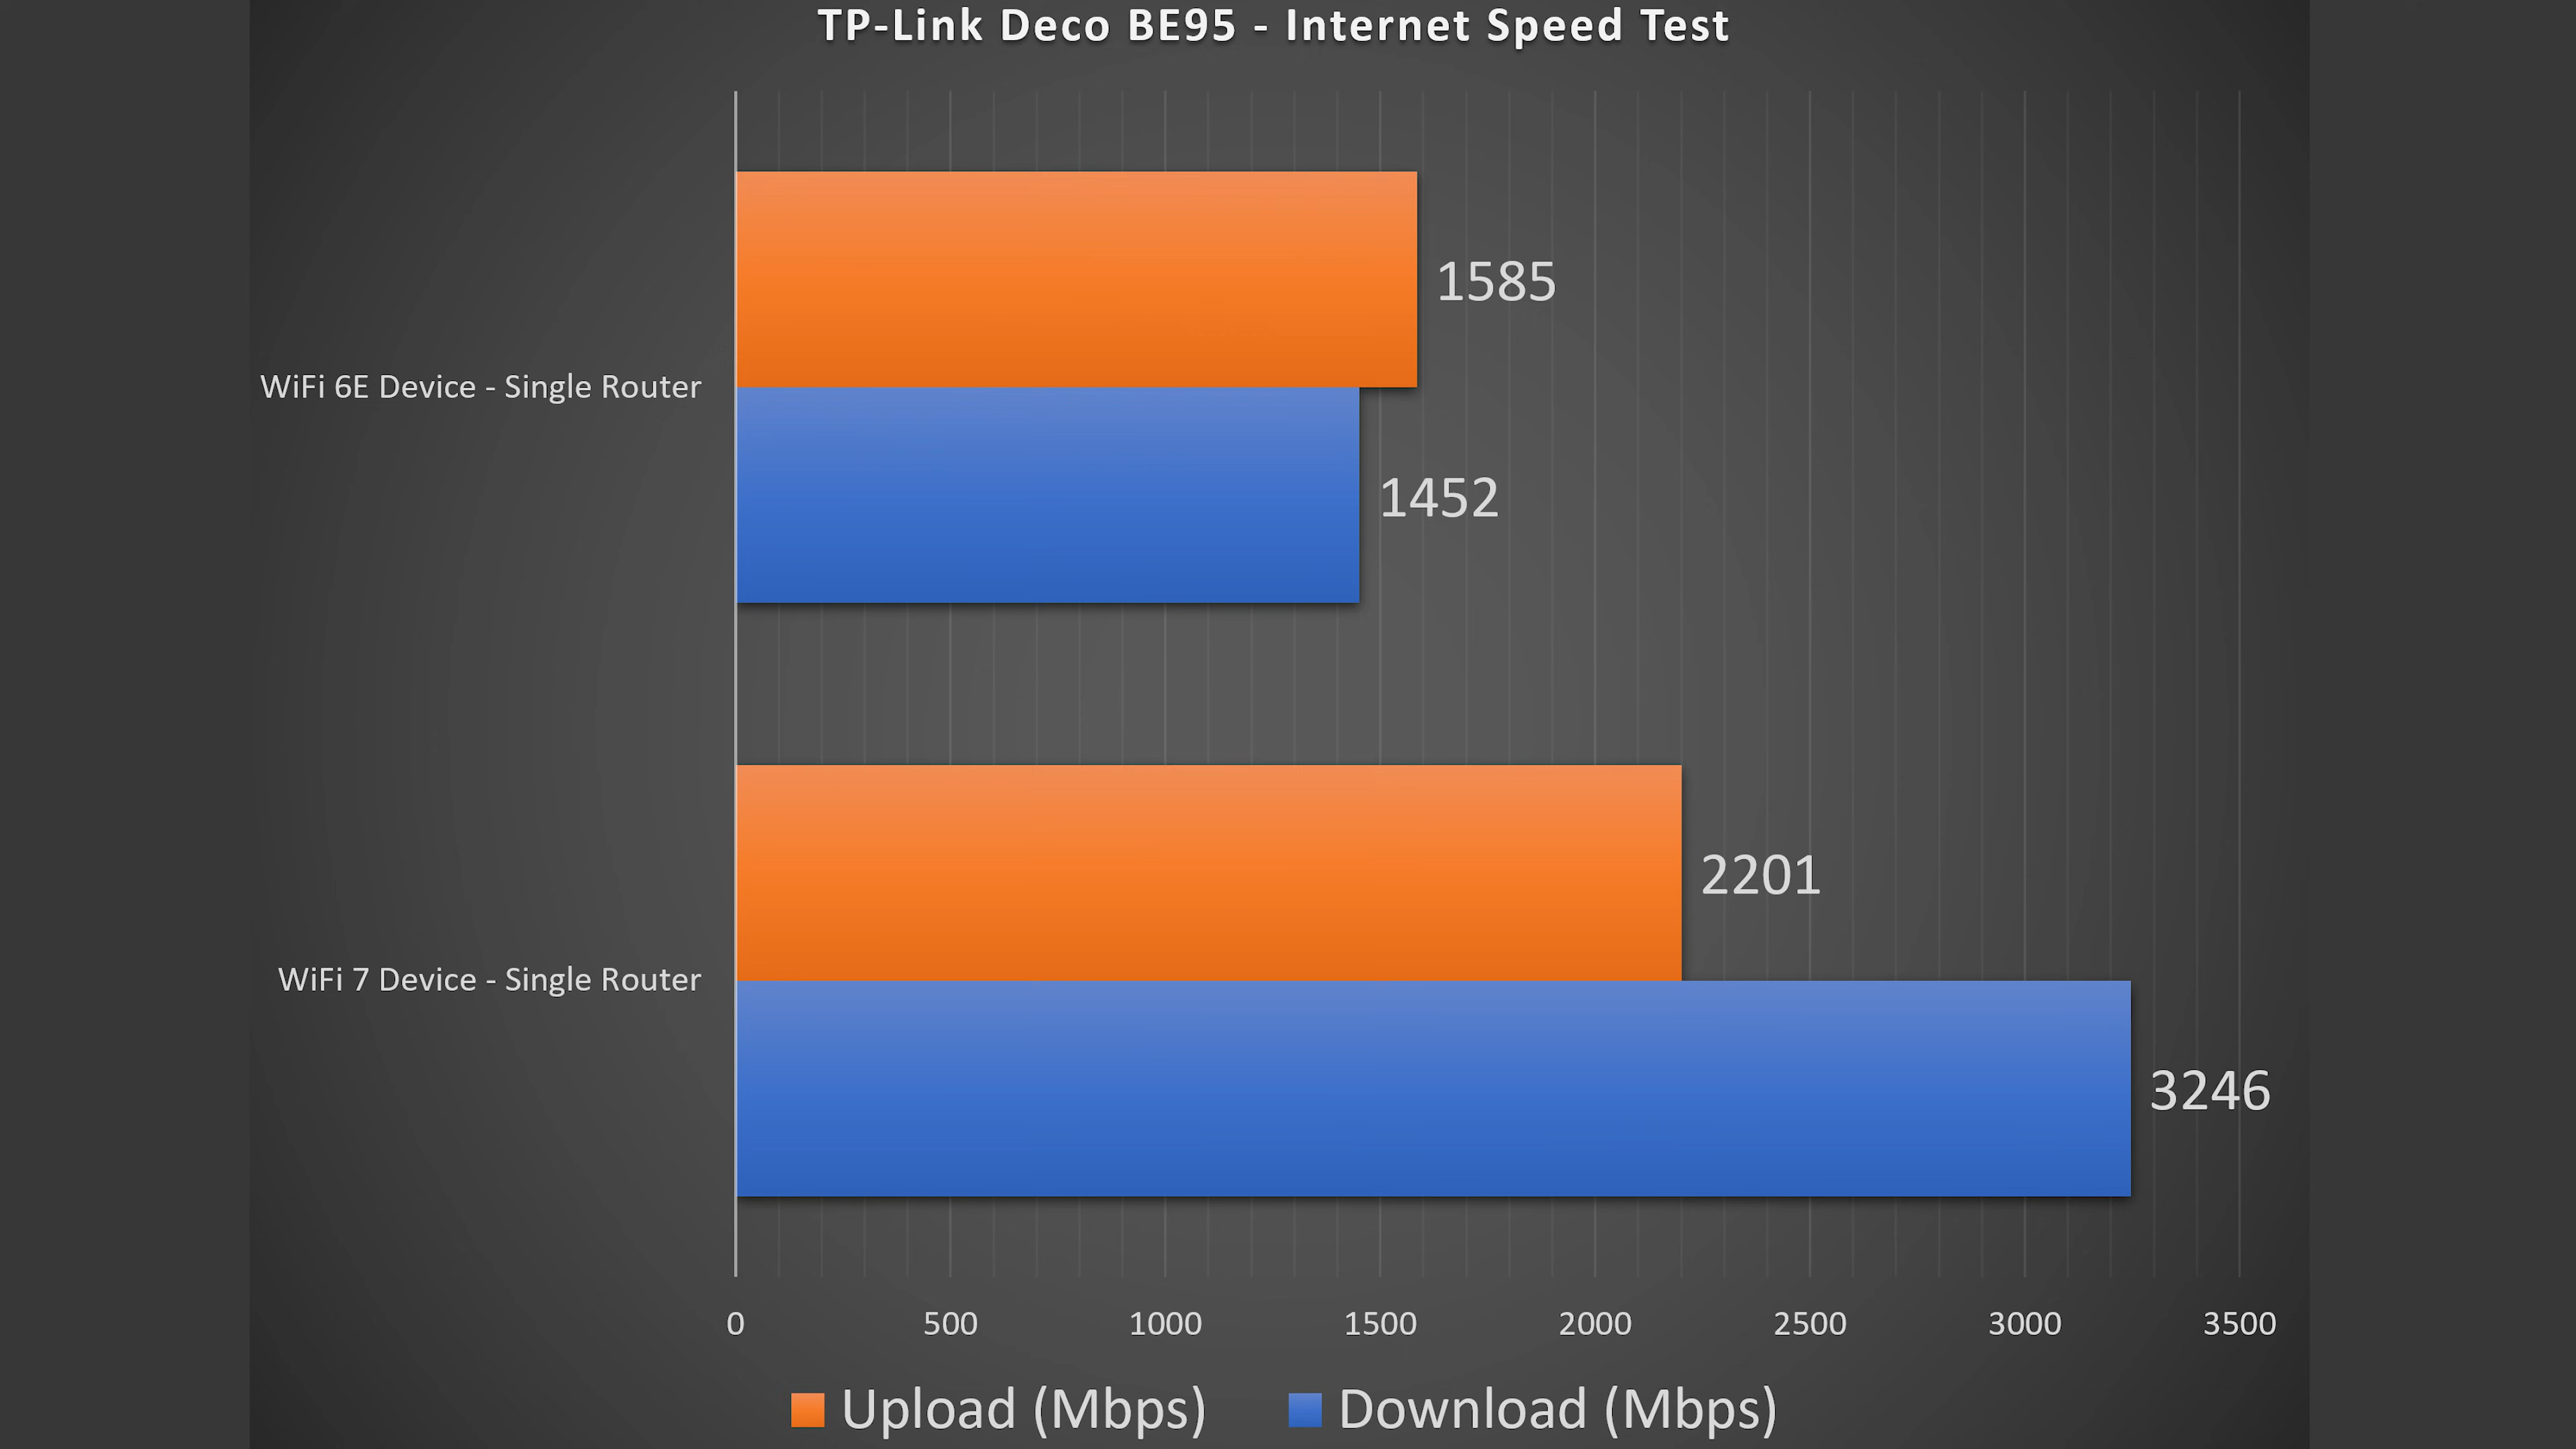 TP-Link Deco BE95 - Internet Speed Test
1585
WiFi 6E Device - Single Router
1452
2201
WiFi 7 Device - Single Router
3246
0 500 1000 1500 2000 2500 3000 3500
Upload (Mbps) Download (Mbps)